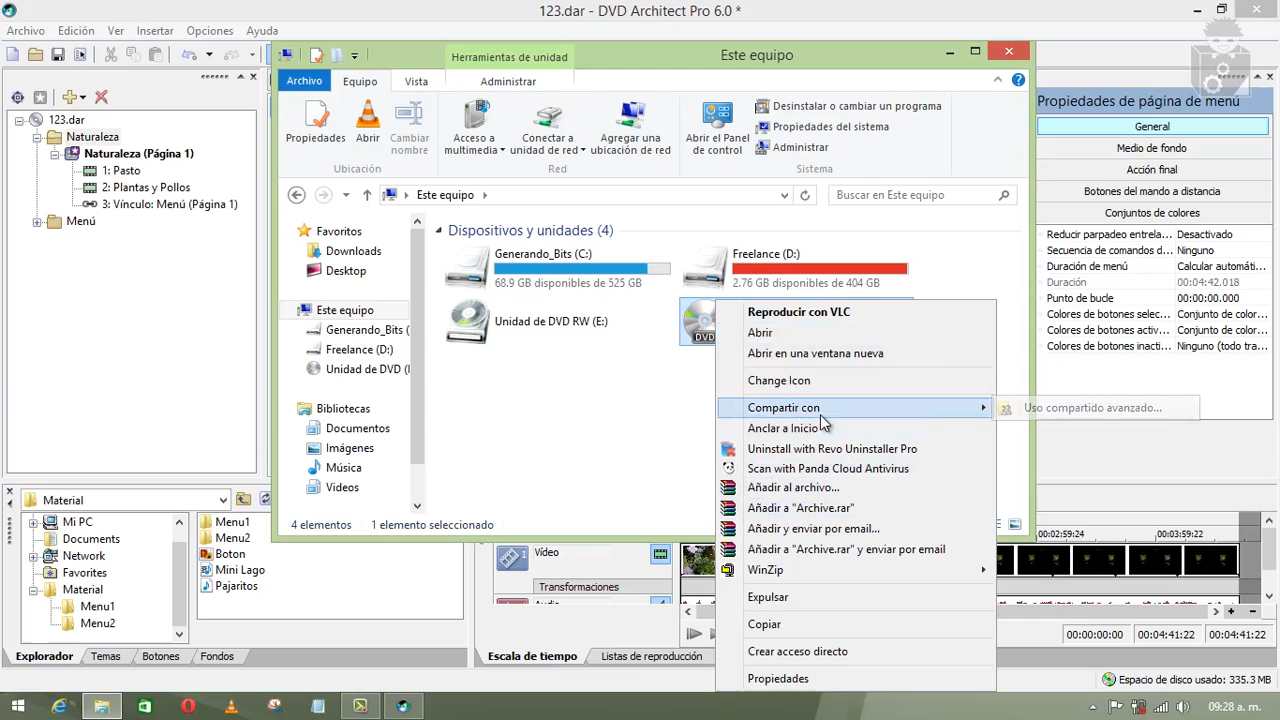 123.dar - DVD Architect Pro 6.0 *
Archivo Edición Ver Insertar Opciones Ayuda
123.dar
Naturaleza
Naturaleza (Página 1)
1: Pasto
2: Plantas y Pollos
3: Vínculo: Menú (Página 1)
Menú
Herramientas de unidad
Este equipo
Archivo Equipo Vista Administrar
Propiedades
Abrir
Cambiar nombre
Ubicación
Acceso a multimedia
Conectar a unidad de red
Agregar una ubicación de red
Red
Abrir el Panel de control
Desinstalar o cambiar un programa
Propiedades del sistema
Administrar
Sistema
Este equipo
Buscar en Este equipo
Favoritos
Downloads
Desktop
Este equipo
Generando_Bits (
Freelance (D:)
Unidad de DVD (
Bibliotecas
Documentos
Imágenes
Música
Videos
Dispositivos y unidades (4)
Generando_Bits (C:)
68.9 GB disponibles de 525 GB
Freelance (D:)
2.76 GB disponibles de 404 GB
Unidad de DVD RW (E:)
DVD
4 elementos 1 elemento seleccionado
Reproducir con VLC
Abrir
Abrir en una ventana nueva
Change Icon
Compartir con
Uso compartido avanzado...
Anclar a Inicio
Uninstall with Revo Uninstaller Pro
Scan with Panda Cloud Antivirus
Añadir al archivo...
Añadir a "Archive.rar"
Añadir y enviar por email...
Añadir a "Archive.rar" y enviar por email
WinZip
Expulsar
Copiar
Crear acceso directo
Propiedades
Propiedades de página de menú
General
Medio de fondo
Acción final
Botones del mando a distancia
Conjuntos de colores
Reducir parpadeo entrela... Desactivado
Secuencia de comandos d... Ninguno
Duración de menú Calcular automáti...
Duración 00:04:42.018
Punto de bucle 00:00:00.000
Colores de botones selec... Conjunto de color...
Colores de botones activ... Conjunto de color...
Colores de botones inacti... Ninguno (todo tra...
Material
Mi PC
Documents
Network
Favorites
Material
Menu1
Menu2
Menu1
Menu2
Boton
Mini Lago
Pajaritos
Explorador Temas Botones Fondos
1 Vídeo
Transformaciones
Audio
00:02:59:24 00:03:59:22
00:00:00:00 00:04:41:22 00:04:41:22
Escala de tiempo Listas de reproducción
Espacio de disco usado: 335.3 MB
09:28 a. m.